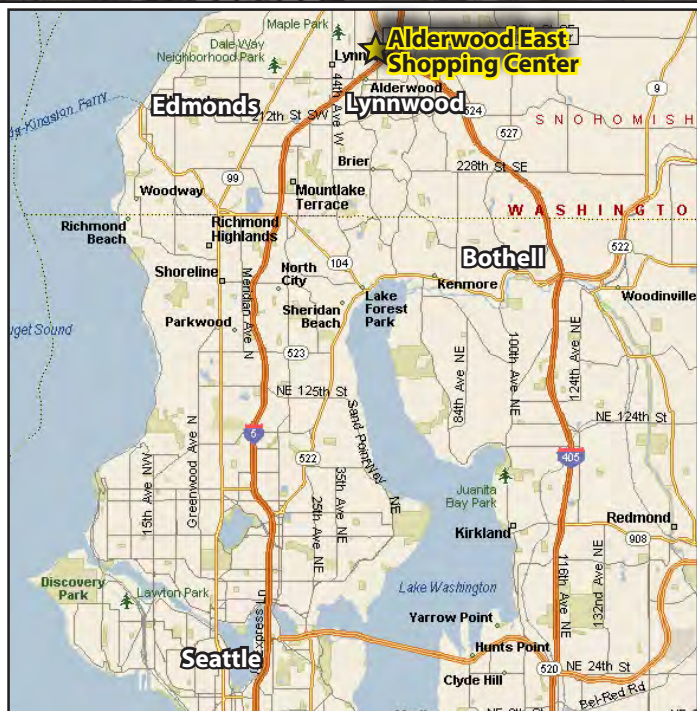 Maple Park
Alderwood East
Shopping Center
Dale Way
Neighborhood Park
Lynn
Alderwood
Edmonds
Lynnwood
212th St SW
44th Ave W
524
9
527
SNOHOMISH
Kingston Ferry
Brier
228th St SE
99
Woodway
Mountlake
Terrace
WASHINGTO
Richmond
Beach
Richmond
Highlands
522
Bothell
104
Shoreline
North
City
Kenmore
Lake
Forest
Park
Woodinville
Sheridan
Beach
Meridian Ave N
uget Sound
Parkwood
523
100th Ave NE
124th Ave NE
84th Ave NE
NE 125th St
Sand Point Way NE
NE 124th St
5
Greenwood Ave N
15th Ave NW
522
35th Ave NE
25th Ave NE
405
Juanita
Bay Park
Kirkland
Redmond
908
116th Ave NE
132nd Ave NE
Discovery
Park
Lawton Park
Lake Washington
Yarrow Point
Express Ln
Seattle
Hunts Point
520
NE 24th St
Clyde Hill
Bel-Red Rd